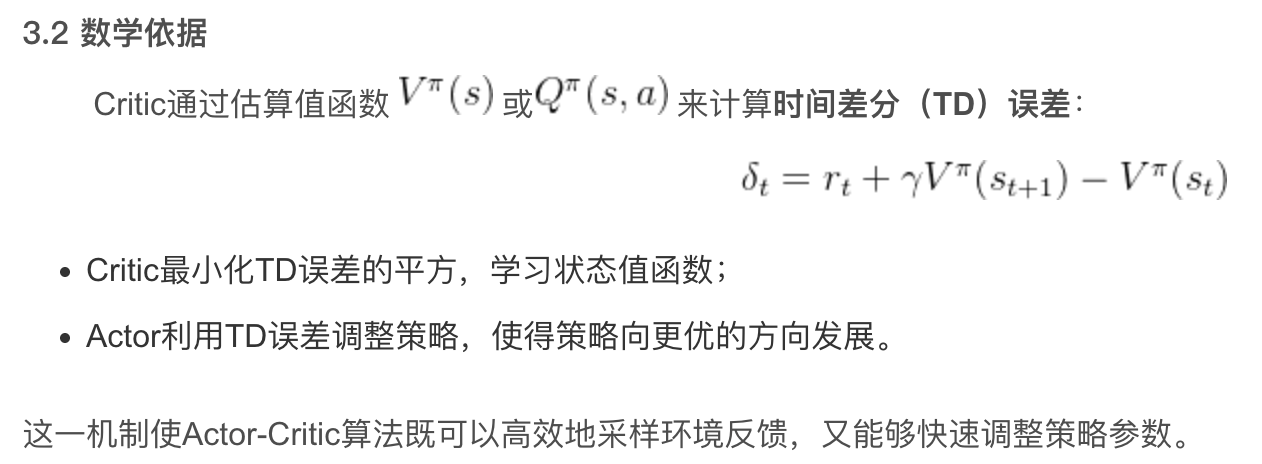 3.2 数学依据
Critic通过估算值函数 V^π(s) 或Q^π(s, a) 来计算时间差分（TD）误差：
δ_t = r_t + γV^π(s_{t+1}) − V^π(s_t)
• Critic最小化TD误差的平方，学习状态值函数；
• Actor利用TD误差调整策略，使得策略向更优的方向发展。
这一机制使Actor-Critic算法既可以高效地采样环境反馈，又能够快速调整策略参数。